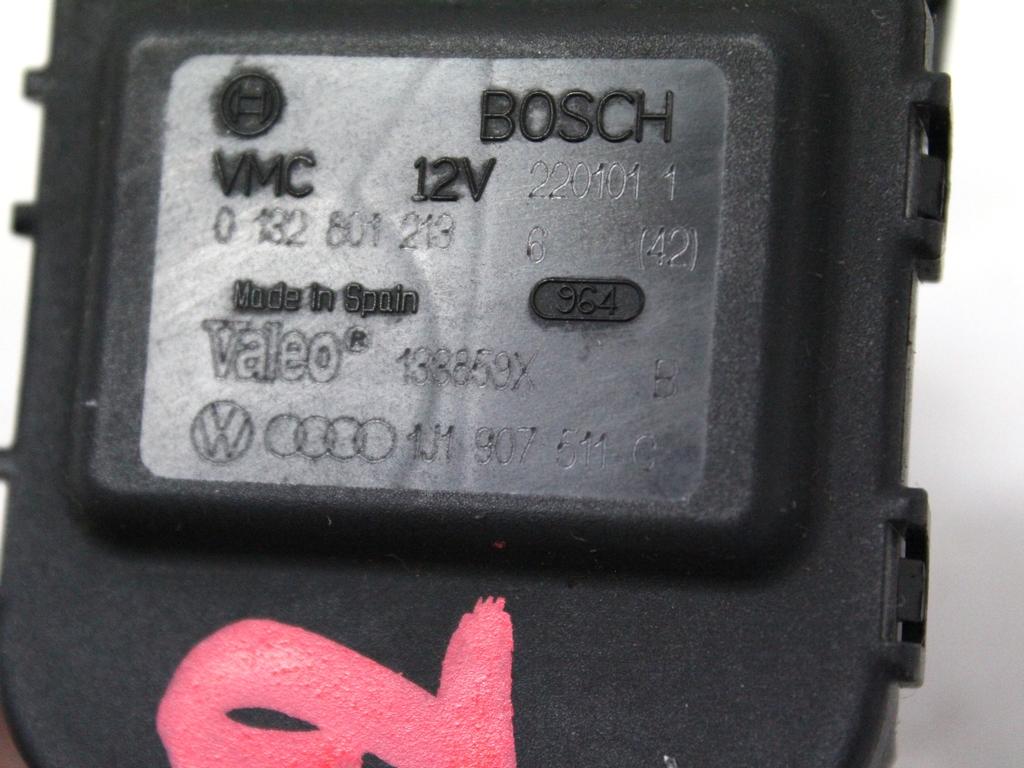 BOSCH
VMC 12V 220101 1
0 132 801 213 6 (42)
Made in Spain 964
Valeo® 133859X B
1J1 907 511 C